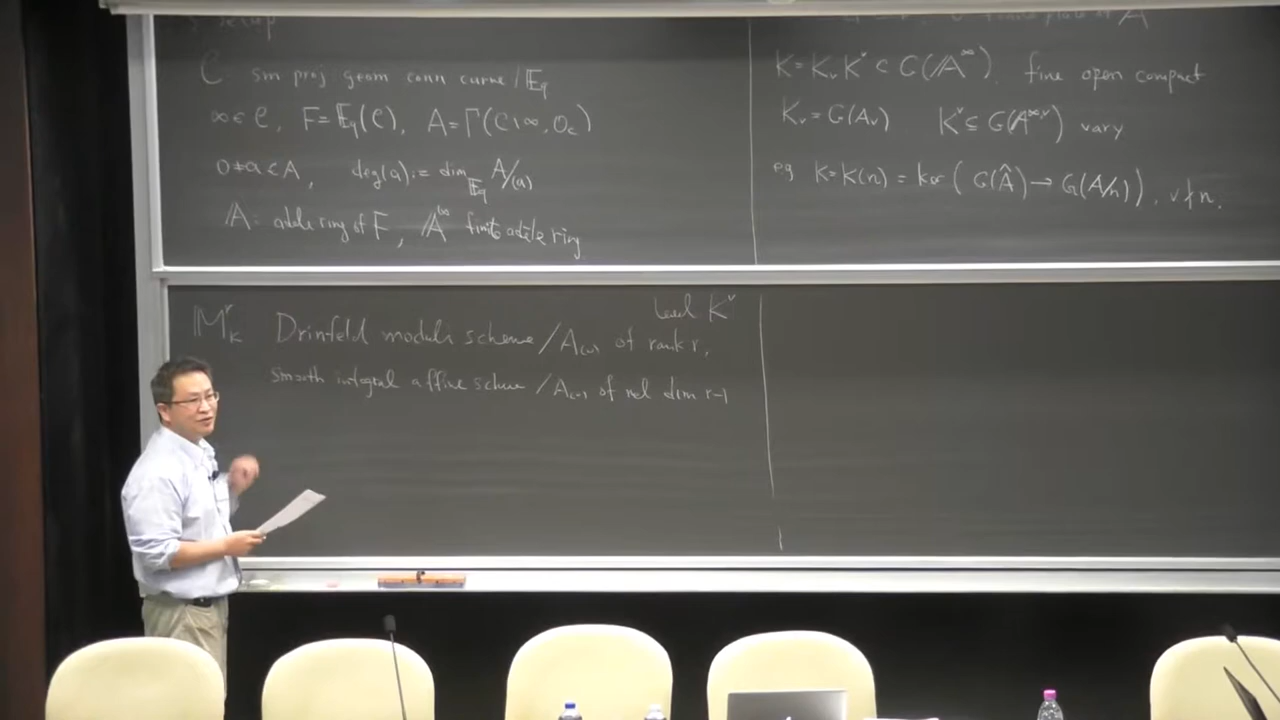 setup
C sm proj geom conn curve / 𝔽q
∞ ∈ C, F = 𝔽q(C), A = Γ(C∖∞, O_C)
0≠a∈A, deg(a) := dim_𝔽q A/(a)
𝔸: adele ring of F, 𝔸^∞ finite adele ring
K = K_v K^v ⊂ G(𝔸^∞). fine open compact
K_v = G(A_v) K^v ⊆ G(𝔸^{∞,v}) vary
eg K = K(n) = ker( G(Â) → G(A/n) ), v∤n.
level K^v
M^r_K Drinfeld moduli scheme / A_(v) of rank r,
smooth integral affine scheme / A_(v) of rel dim r-1